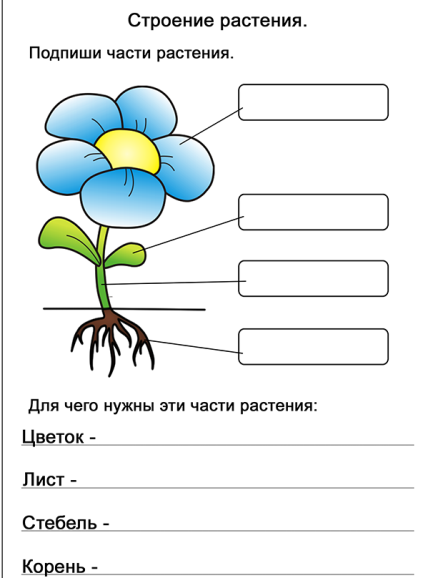 Строение растения.
Подпиши части растения.
Для чего нужны эти части растения:
Цветок -
Лист -
Стебель -
Корень -